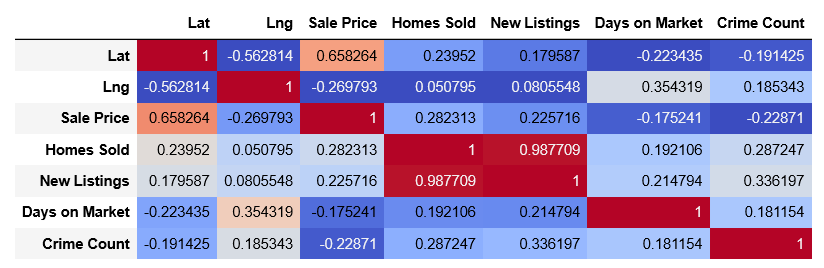 Lat Lng Sale Price Homes Sold New Listings Days on Market Crime Count
Lat 1 -0.562814 0.658264 0.23952 0.179587 -0.223435 -0.191425
Lng -0.562814 1 -0.269793 0.050795 0.0805548 0.354319 0.185343
Sale Price 0.658264 -0.269793 1 0.282313 0.225716 -0.175241 -0.22871
Homes Sold 0.23952 0.050795 0.282313 1 0.987709 0.192106 0.287247
New Listings 0.179587 0.0805548 0.225716 0.987709 1 0.214794 0.336197
Days on Market -0.223435 0.354319 -0.175241 0.192106 0.214794 1 0.181154
Crime Count -0.191425 0.185343 -0.22871 0.287247 0.336197 0.181154 1